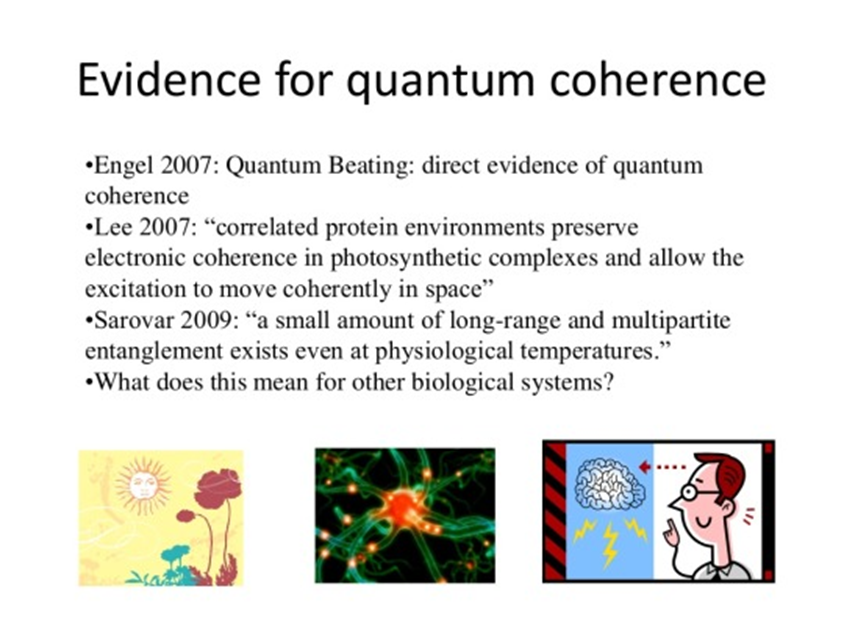 Evidence for quantum coherence
•Engel 2007: Quantum Beating: direct evidence of quantum
coherence
•Lee 2007: “correlated protein environments preserve
electronic coherence in photosynthetic complexes and allow the
excitation to move coherently in space”
•Sarovar 2009: “a small amount of long-range and multipartite
entanglement exists even at physiological temperatures.”
•What does this mean for other biological systems?